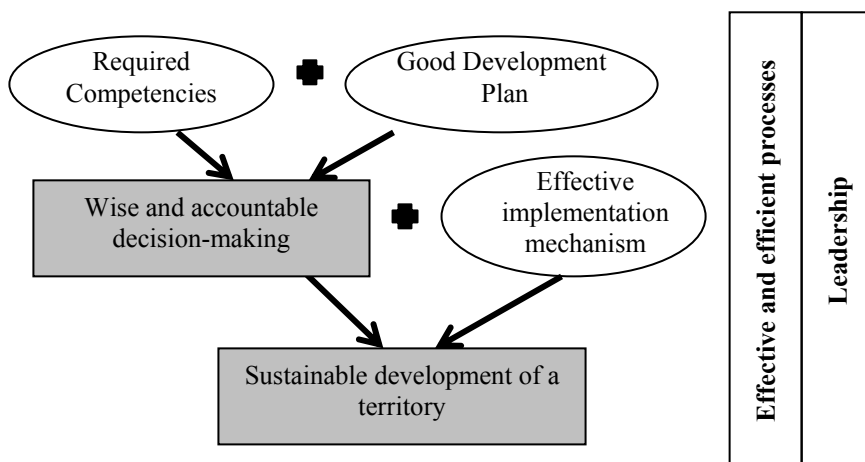 Required
Competencies
Good Development
Plan
Wise and accountable
decision-making
Effective
implementation
mechanism
Sustainable development of a
territory
Effective and efficient processes
Leadership